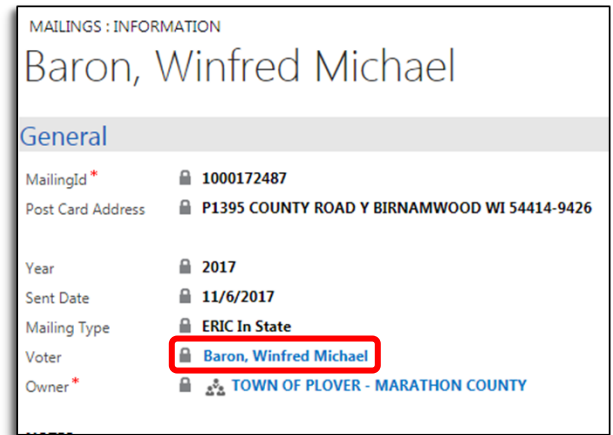 MAILINGS : INFORMATION
Baron, Winfred Michael
General
MailingId * 1000172487
Post Card Address P1395 COUNTY ROAD Y BIRNAMWOOD WI 54414-9426
Year 2017
Sent Date 11/6/2017
Mailing Type ERIC In State
Voter Baron, Winfred Michael
Owner * TOWN OF PLOVER - MARATHON COUNTY